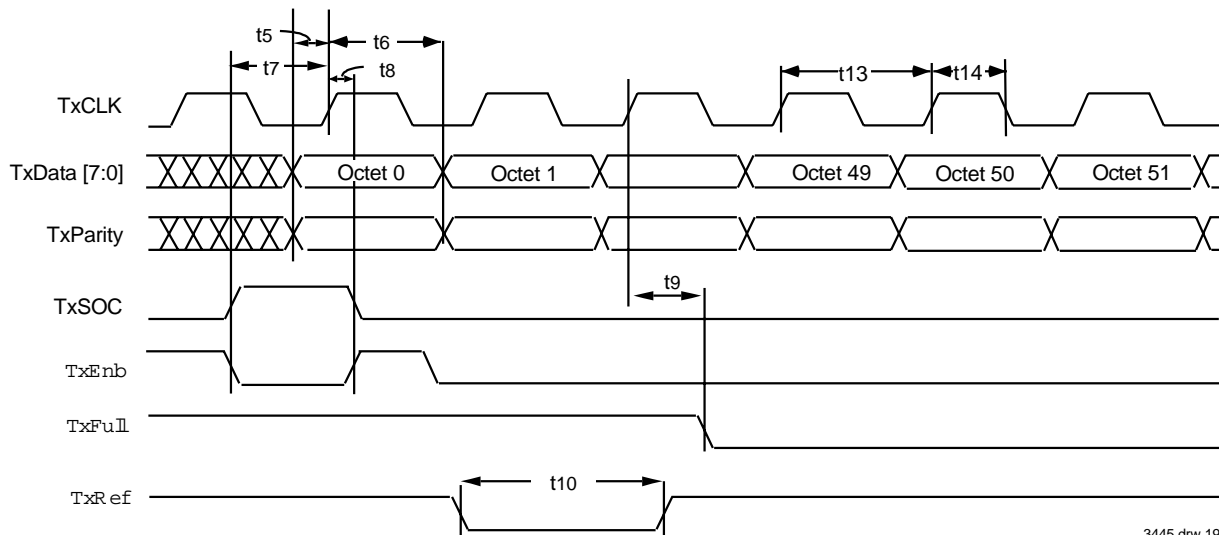 t5
t6
t7
t8
t13
t14
TxCLK
TxData [7:0]
Octet 0
Octet 1
Octet 49
Octet 50
Octet 51
TxParity
t9
TxSOC
TxEnb
TxFull
t10
TxRef
3445 drw 19